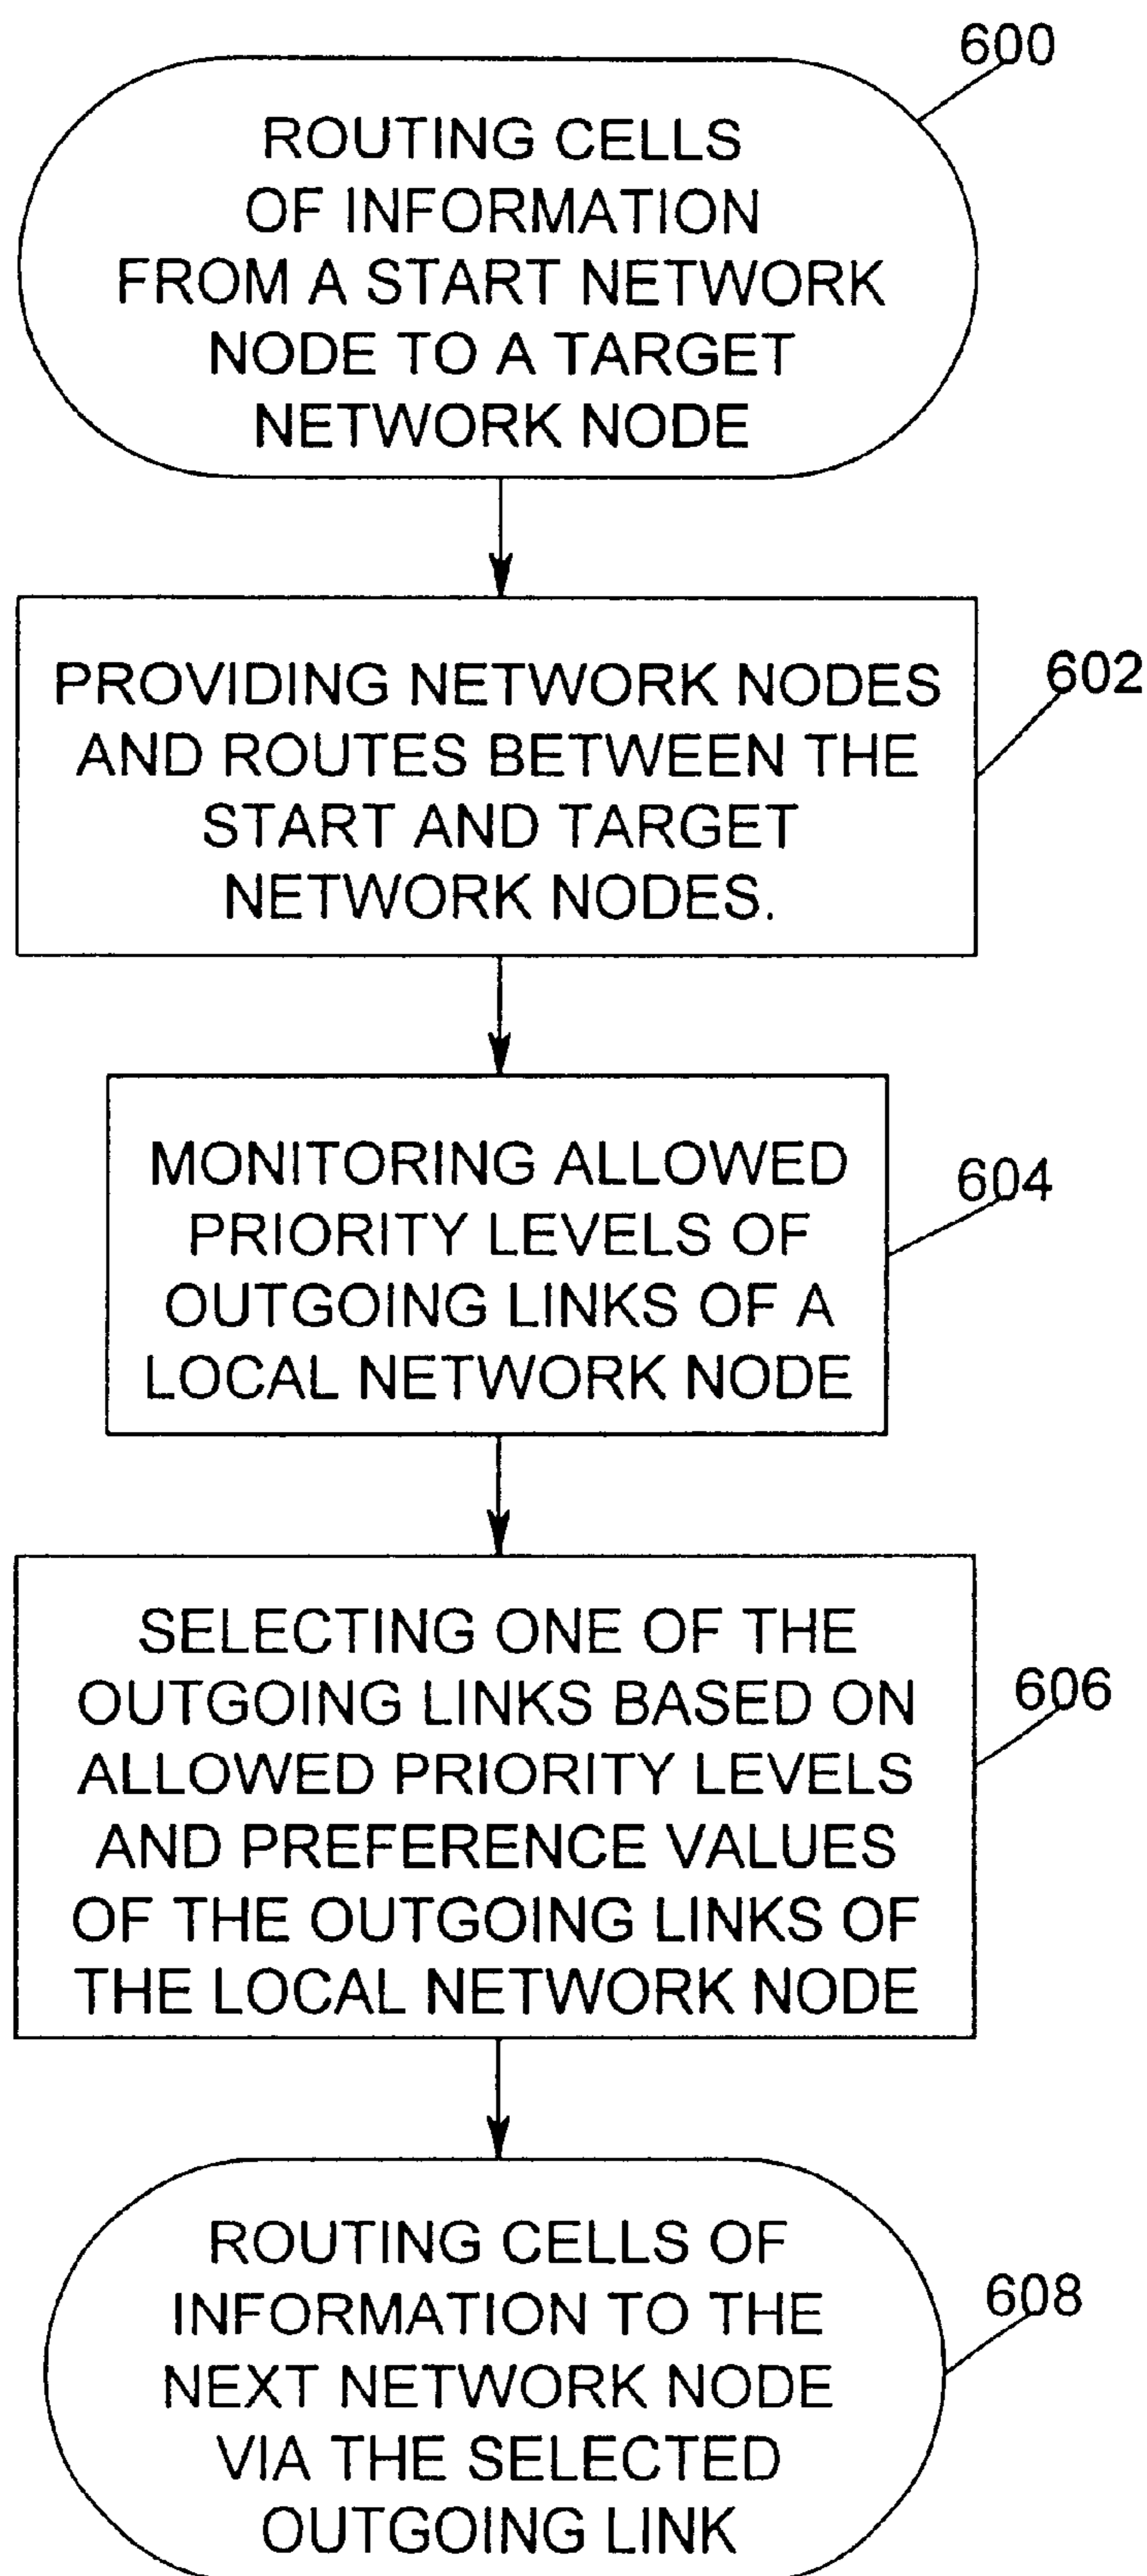 600
ROUTING CELLS
OF INFORMATION
FROM A START NETWORK
NODE TO A TARGET
NETWORK NODE
602
PROVIDING NETWORK NODES
AND ROUTES BETWEEN THE
START AND TARGET
NETWORK NODES.
604
MONITORING ALLOWED
PRIORITY LEVELS OF
OUTGOING LINKS OF A
LOCAL NETWORK NODE
606
SELECTING ONE OF THE
OUTGOING LINKS BASED ON
ALLOWED PRIORITY LEVELS
AND PREFERENCE VALUES
OF THE OUTGOING LINKS OF
THE LOCAL NETWORK NODE
608
ROUTING CELLS OF
INFORMATION TO THE
NEXT NETWORK NODE
VIA THE SELECTED
OUTGOING LINK